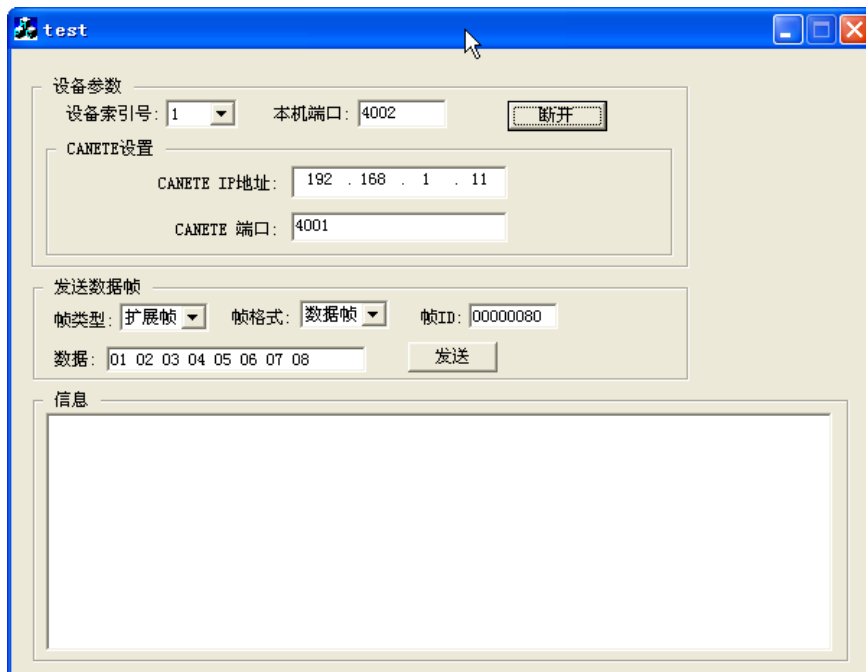 test
设备参数
设备索引号: 1 本机端口: 4002 断开
CANETE设置
CANETE IP地址: 192 . 168 . 1 . 11
CANETE 端口: 4001
发送数据帧
帧类型: 扩展帧 帧格式: 数据帧 帧ID: 00000080
数据: 01 02 03 04 05 06 07 08 发送
信息